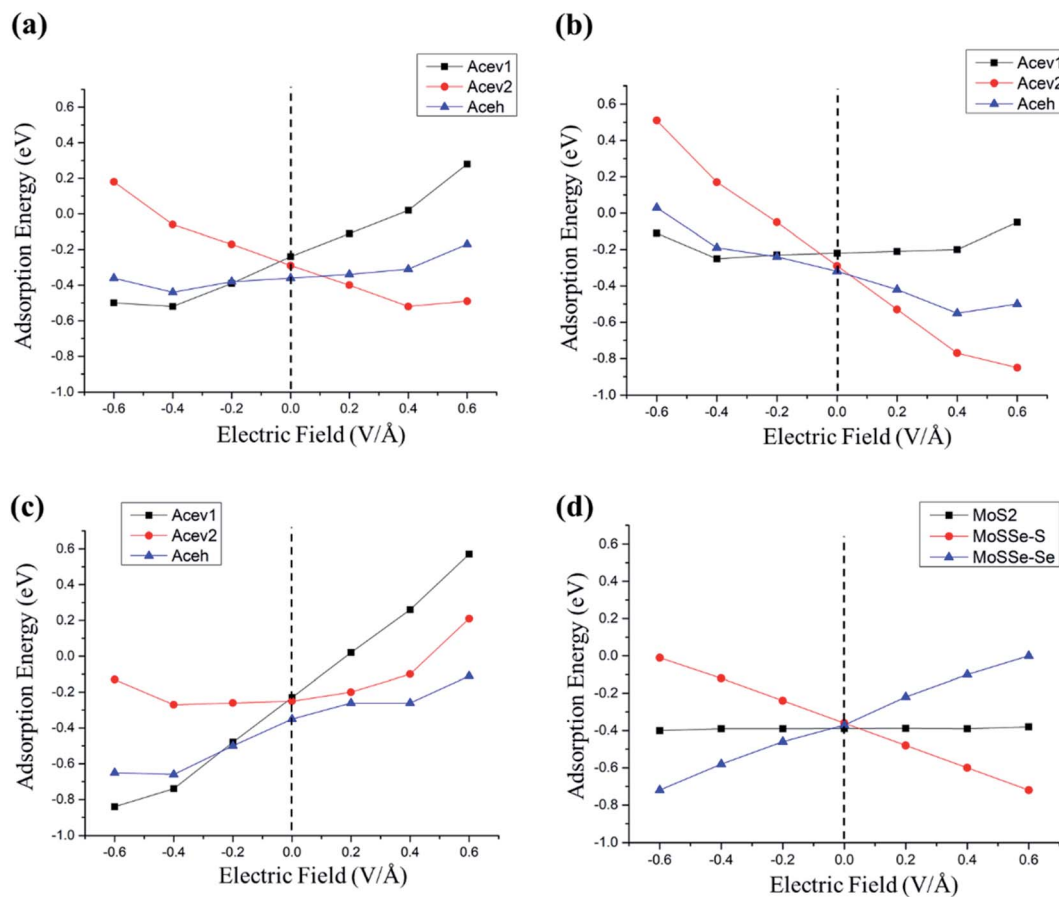 (a)
Acev1
Acev2
Aceh
0.6
0.4
0.2
0.0
-0.2
-0.4
-0.6
-0.8
-1.0
Adsorption Energy (eV)
-0.6 -0.4 -0.2 0.0 0.2 0.4 0.6
Electric Field (V/Å)
(b)
Acev1
Acev2
Aceh
0.6
0.4
0.2
0.0
-0.2
-0.4
-0.6
-0.8
-1.0
Adsorption Energy (eV)
-0.6 -0.4 -0.2 0.0 0.2 0.4 0.6
Electric Field (V/Å)
(c)
Acev1
Acev2
Aceh
0.6
0.4
0.2
0.0
-0.2
-0.4
-0.6
-0.8
-1.0
Adsorption Energy (eV)
-0.6 -0.4 -0.2 0.0 0.2 0.4 0.6
Electric Field (V/Å)
(d)
MoS2
MoSSe-S
MoSSe-Se
0.6
0.4
0.2
0.0
-0.2
-0.4
-0.6
-0.8
-1.0
Adsorption Energy (eV)
-0.6 -0.4 -0.2 0.0 0.2 0.4 0.6
Electric Field (V/Å)